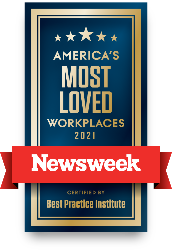 AMERICA'S
MOST
LOVED
WORKPLACES
2021
Newsweek
CERTIFIED BY
Best Practice Institute